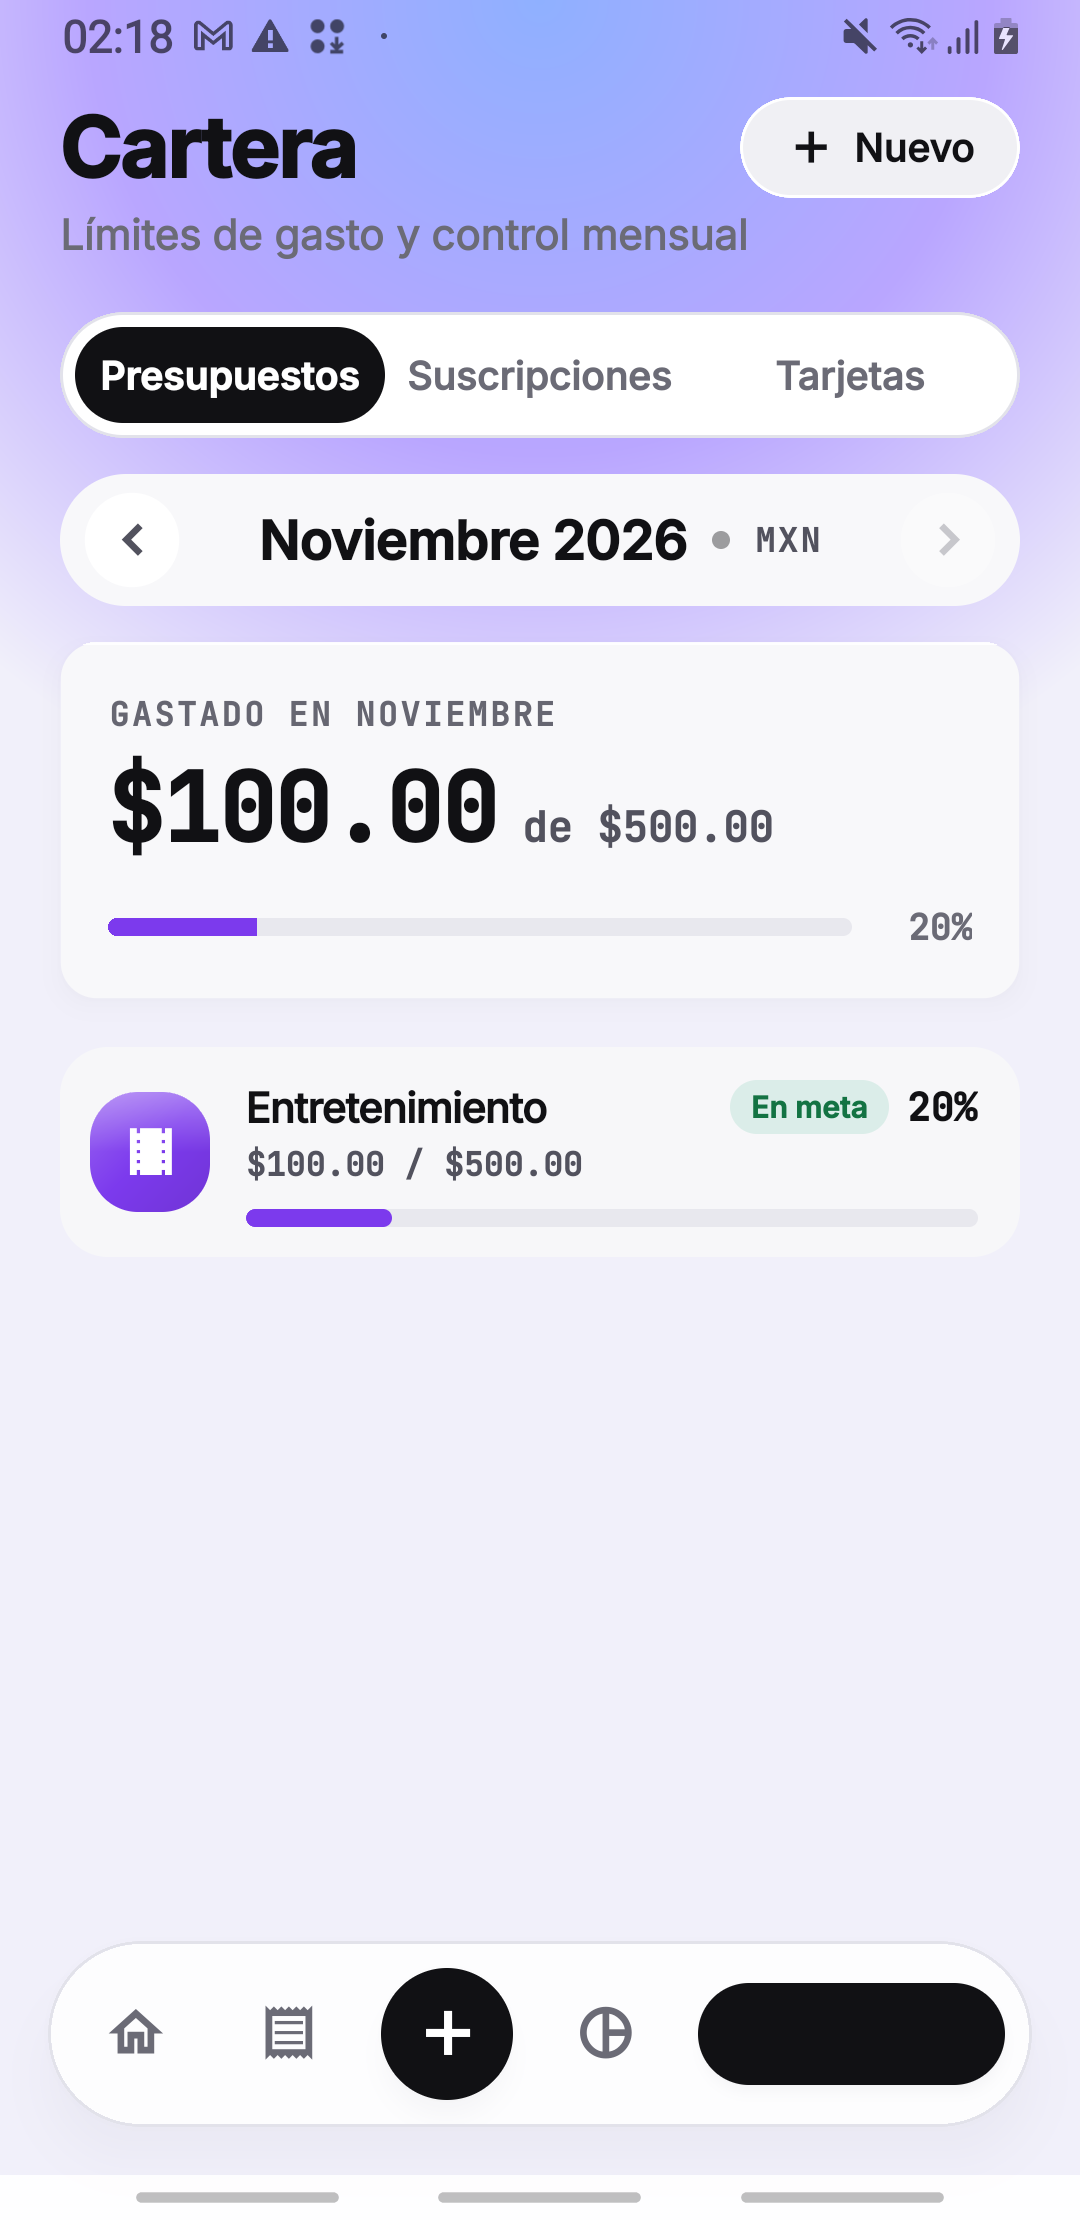 02:18
Cartera
+ Nuevo
Límites de gasto y control mensual
Presupuestos Suscripciones Tarjetas
Noviembre 2026 • MXN
GASTADO EN NOVIEMBRE
$100.00 de $500.00
20%
Entretenimiento En meta 20%
$100.00 / $500.00